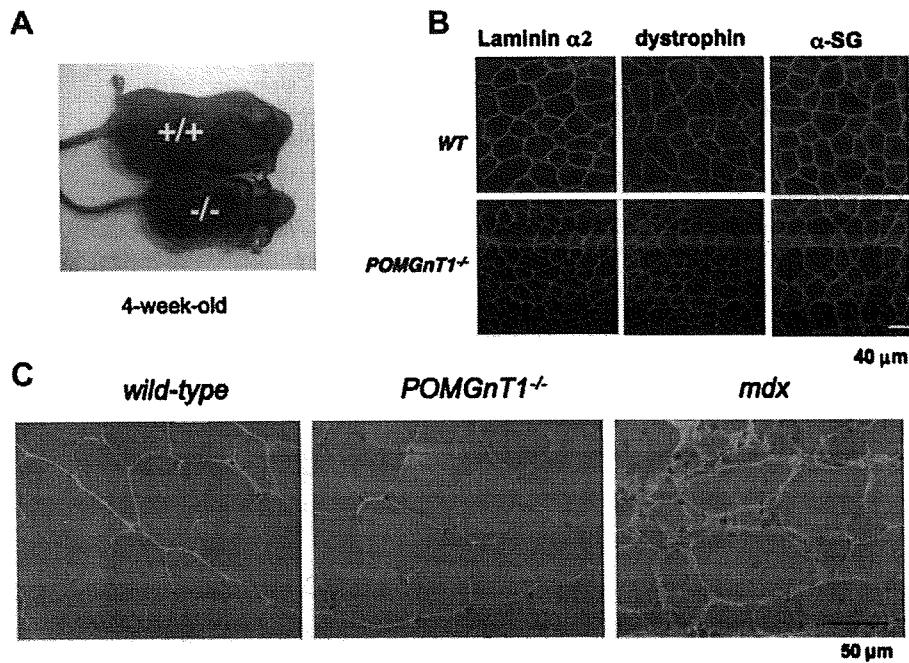 A
+/+
-/-
4-week-old
B
Laminin α2 dystrophin α-SG
WT
POMGnT1-/-
40 µm
C
wild-type POMGnT1-/- mdx
50 µm